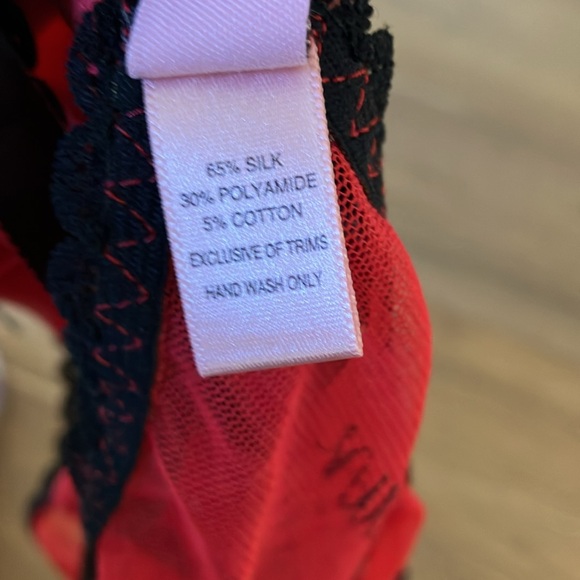 65% SILK
30% POLYAMIDE
5% COTTON
EXCLUSIVE OF TRIMS
HAND WASH ONLY